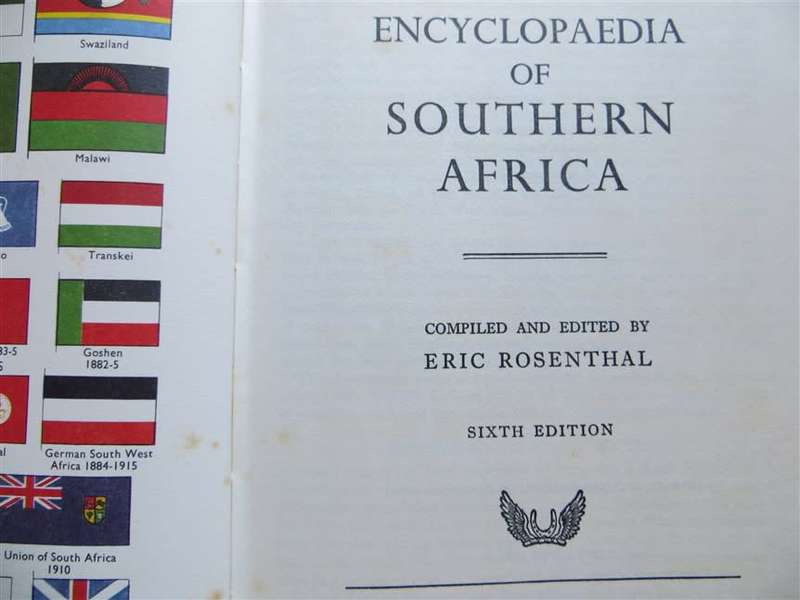 Swaziland
Malawi
Transkei
Goshen
1882-5
German South West
Africa 1884-1915
Union of South Africa
1910
ENCYCLOPAEDIA
OF
SOUTHERN
AFRICA
COMPILED AND EDITED BY
ERIC ROSENTHAL
SIXTH EDITION